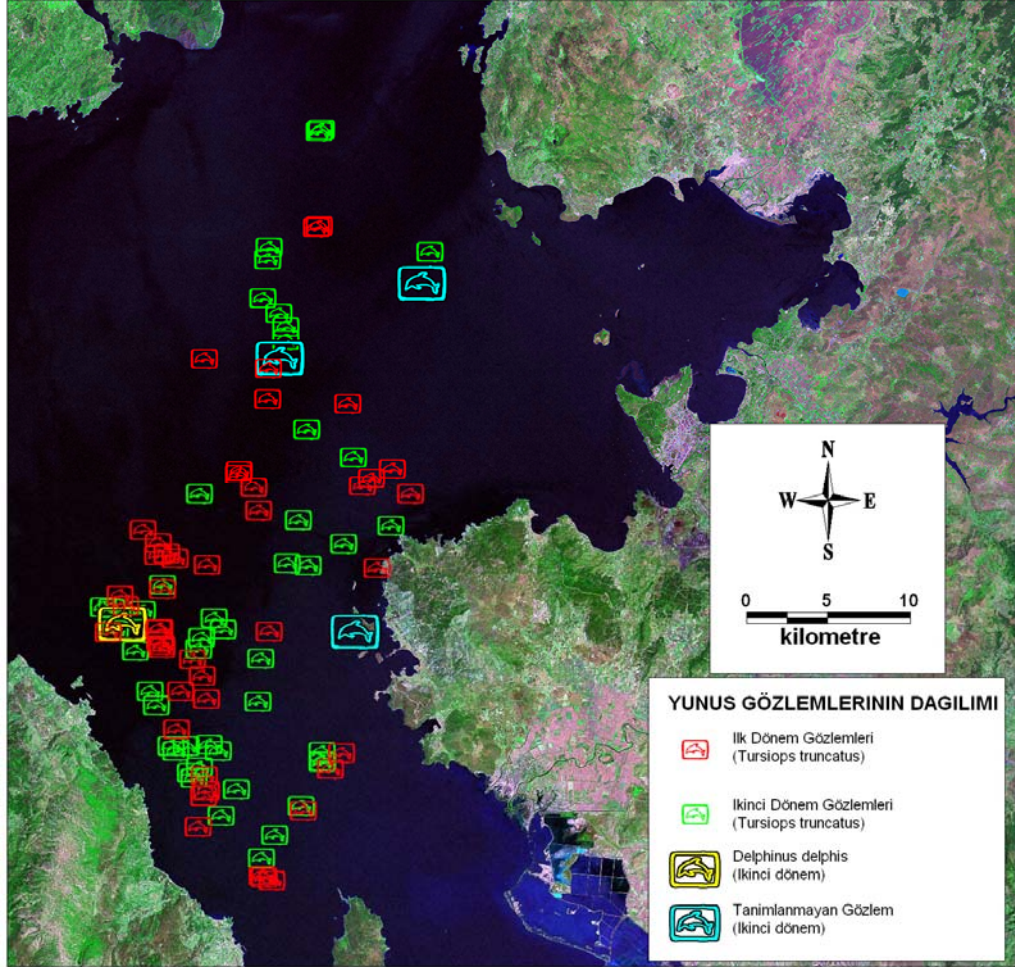 N
W E
S
0 5 10
kilometre
YUNUS GÖZLEMLERININ DAGILIMI
Ilk Dönem Gözlemleri
(Tursiops truncatus)
Ikinci Dönem Gözlemleri
(Tursiops truncatus)
Delphinus delphis
(Ikinci dönem)
Tanimlanmayan Gözlem
(Ikinci dönem)